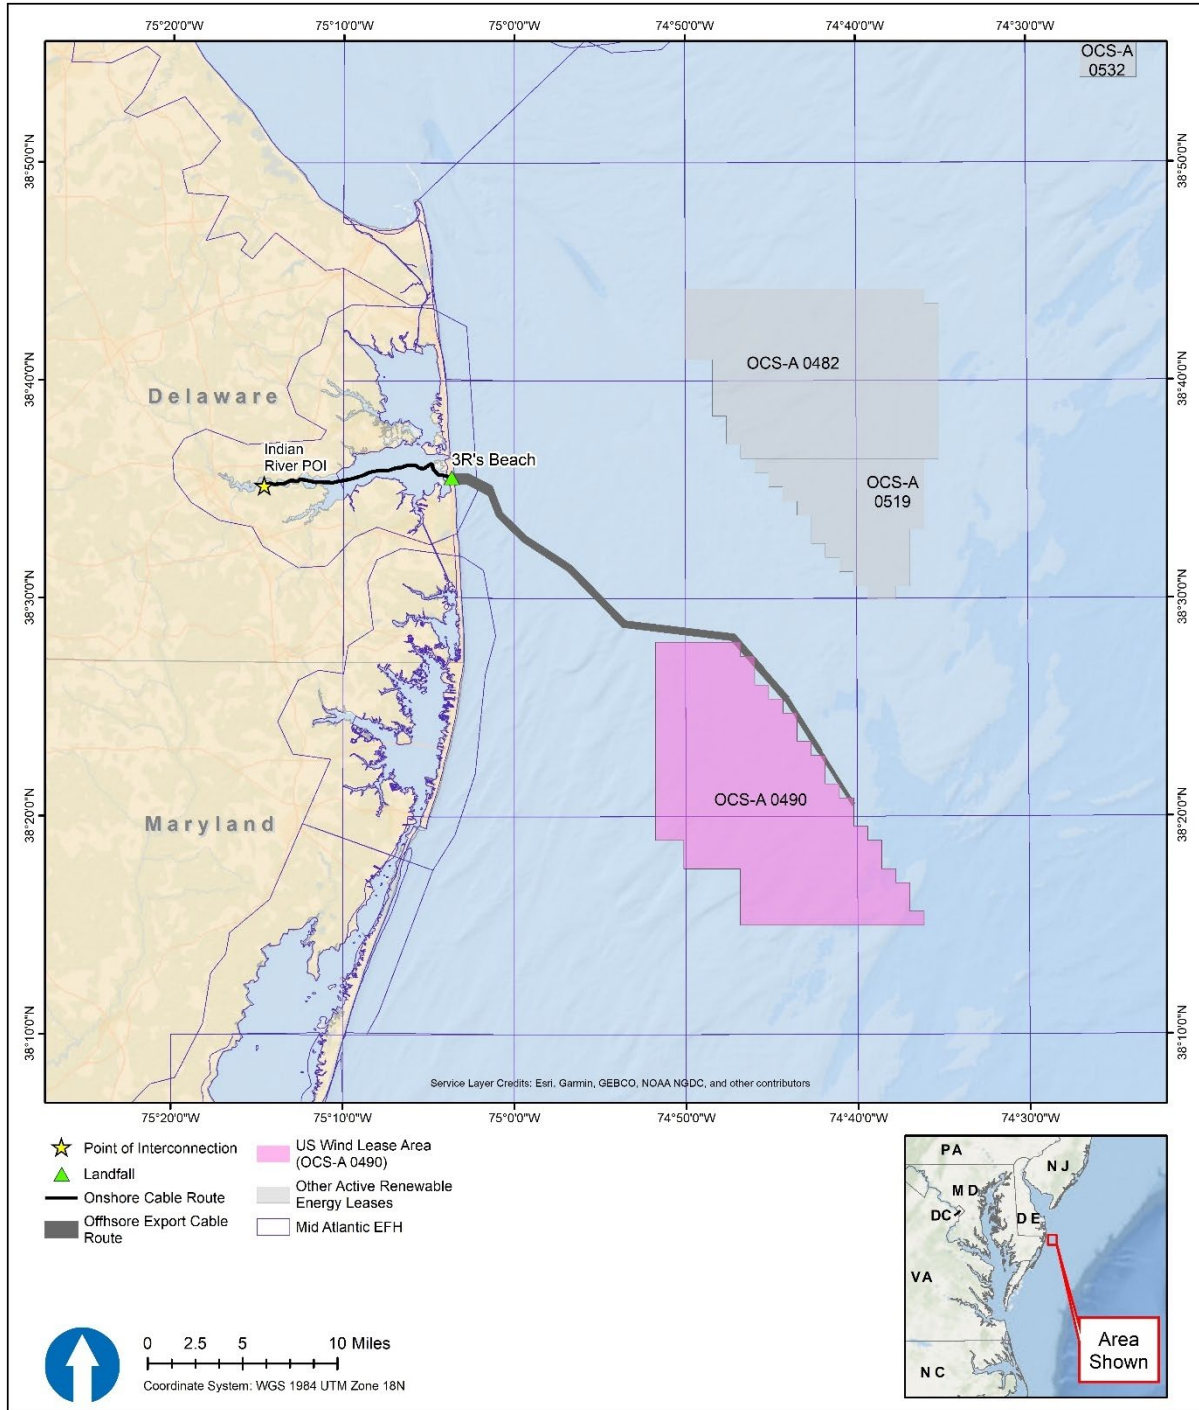 75°20'0"W
75°10'0"W
75°0'0"W
74°50'0"W
74°40'0"W
74°30'0"W
OCS-A
0532
38°50'0"N
38°50'0"N
OCS-A 0482
38°40'0"N
38°40'0"N
Delaware
Indian
River POI
3R's Beach
OCS-A
0519
38°30'0"N
38°30'0"N
OCS-A 0490
38°20'0"N
38°20'0"N
Maryland
38°10'0"N
38°10'0"N
Service Layer Credits: Esri, Garmin, GEBCO, NOAA NGDC, and other contributors
75°20'0"W
75°10'0"W
75°0'0"W
74°50'0"W
74°40'0"W
74°30'0"W
Point of Interconnection
Landfall
Onshore Cable Route
Offhsore Export Cable
Route
US Wind Lease Area
(OCS-A 0490)
Other Active Renewable
Energy Leases
Mid Atlantic EFH
0 2.5 5 10 Miles
Coordinate System: WGS 1984 UTM Zone 18N
PA
NJ
MD
DC
DE
VA
NC
Area
Shown